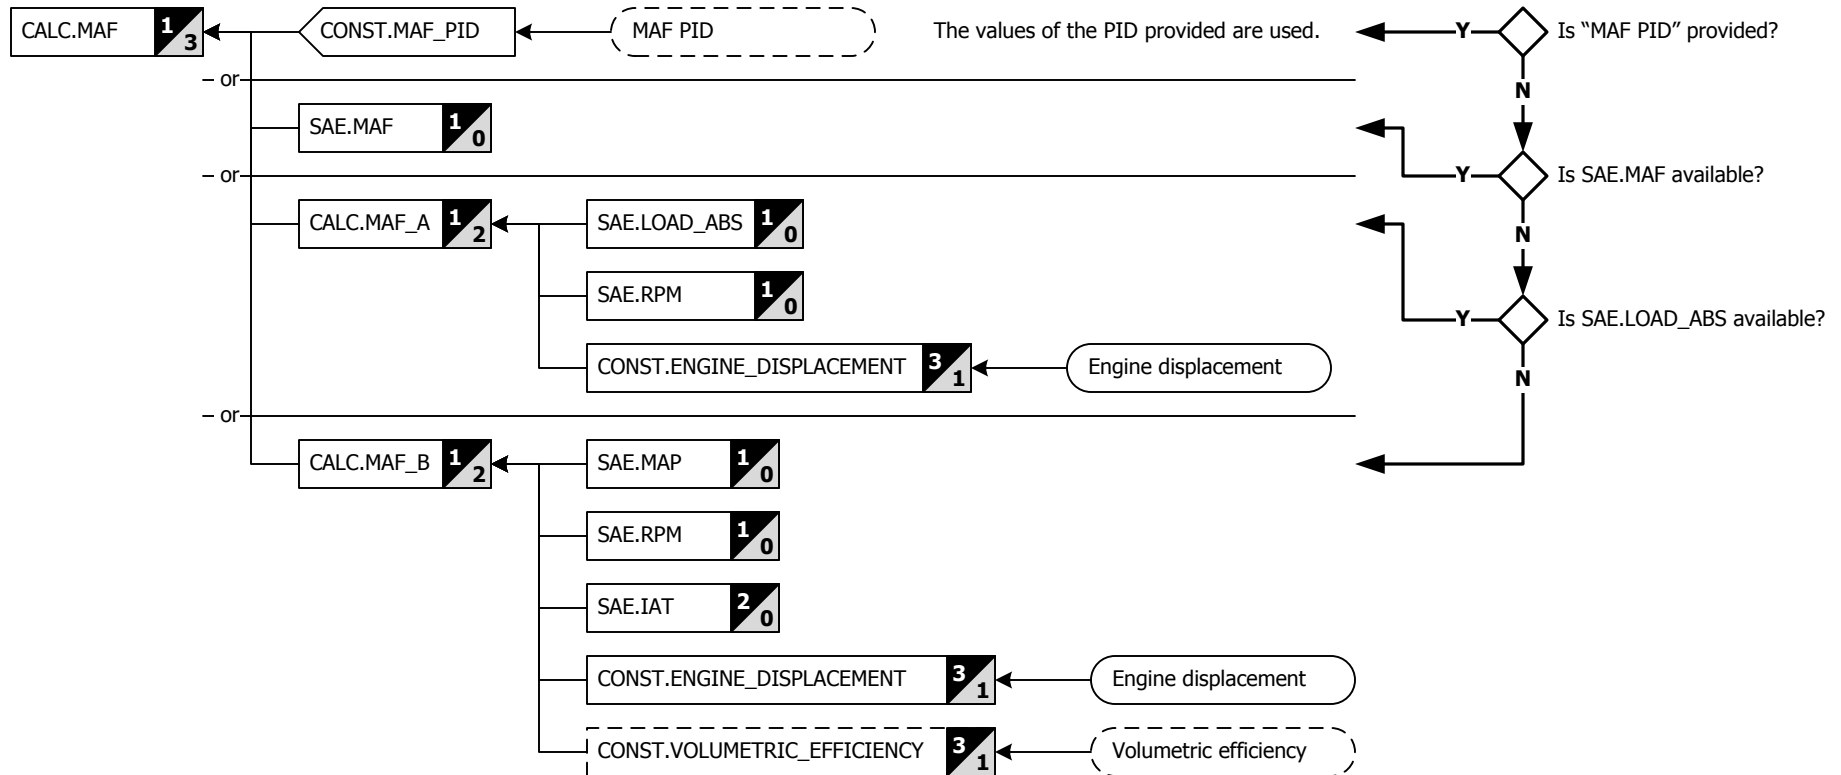 CALC.MAF 1 3 CONST.MAF_PID MAF PID The values of the PID provided are used. Y Is “MAF PID” provided?
– or
N
SAE.MAF 1 0
– or
Y Is SAE.MAF available?
CALC.MAF_A 1 2 SAE.LOAD_ABS 1 0
N
SAE.RPM 1 0
Y Is SAE.LOAD_ABS available?
CONST.ENGINE_DISPLACEMENT 3 1 Engine displacement
N
– or
CALC.MAF_B 1 2 SAE.MAP 1 0
SAE.RPM 1 0
SAE.IAT 2 0
CONST.ENGINE_DISPLACEMENT 3 1 Engine displacement
CONST.VOLUMETRIC_EFFICIENCY 3 1 Volumetric efficiency